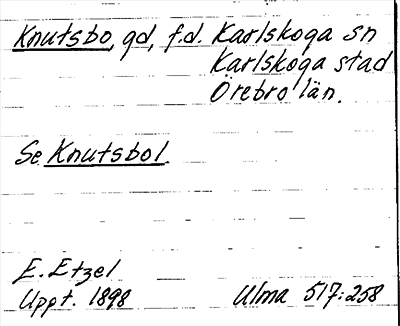 Knutsbo, gd, f.d. Karlskoga sn
Karlskoga stad
Örebro län.
Se Knutsbol.
E. Etzel
Uppt. 1898
Ulma 517:258